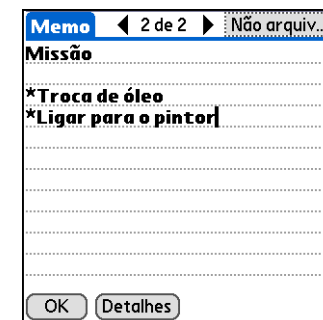 Memo 2 de 2 Não arquiv..
Missão
*Troca de óleo
*Ligar para o pintor
OK Detalhes